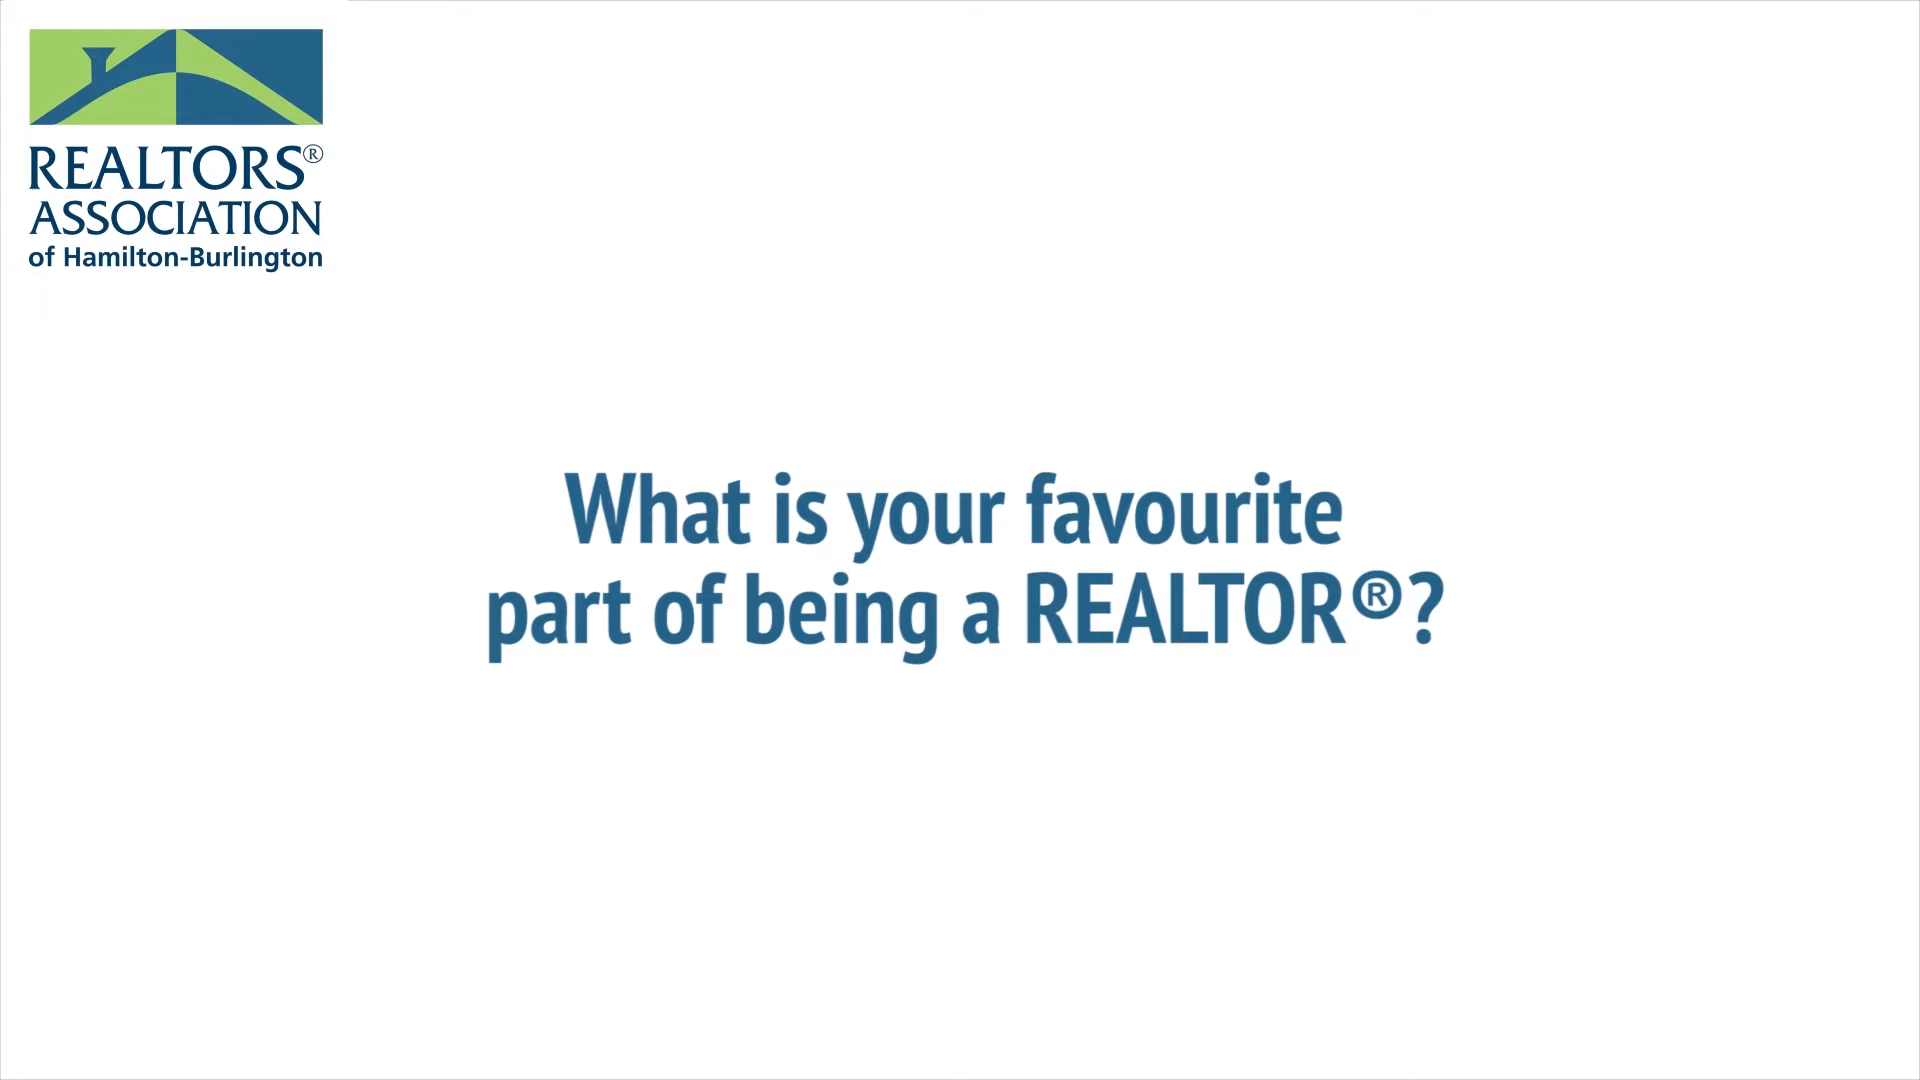 REALTORS®
ASSOCIATION
of Hamilton-Burlington
What is your favourite
part of being a REALTOR®?